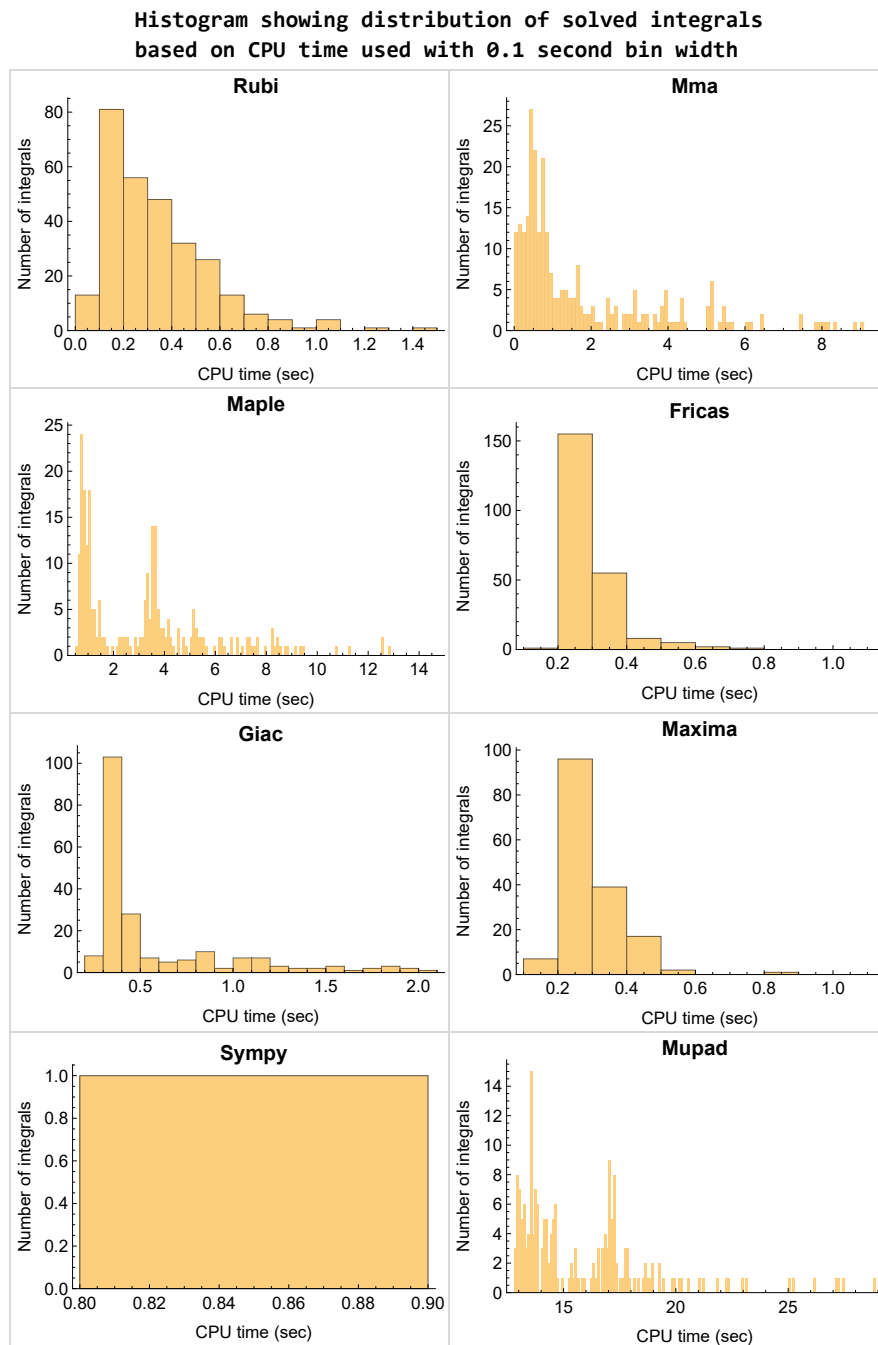 Histogram showing distribution of solved integrals
based on CPU time used with 0.1 second bin width
Rubi
Number of integrals
80
60
40
20
0
0.0 0.2 0.4 0.6 0.8 1.0 1.2 1.4
CPU time (sec)
Mma
Number of integrals
25
20
15
10
5
0
0 2 4 6 8
CPU time (sec)
Maple
Number of integrals
25
20
15
10
5
0
2 4 6 8 10 12 14
CPU time (sec)
Fricas
Number of integrals
150
100
50
0
0.2 0.4 0.6 0.8 1.0
CPU time (sec)
Giac
Number of integrals
100
80
60
40
20
0
0.5 1.0 1.5 2.0
CPU time (sec)
Maxima
Number of integrals
100
80
60
40
20
0
0.2 0.4 0.6 0.8 1.0
CPU time (sec)
Sympy
Number of integrals
1.0
0.8
0.6
0.4
0.2
0.0
0.80 0.82 0.84 0.86 0.88 0.90
CPU time (sec)
Mupad
Number of integrals
14
12
10
8
6
4
2
0
15 20 25
CPU time (sec)